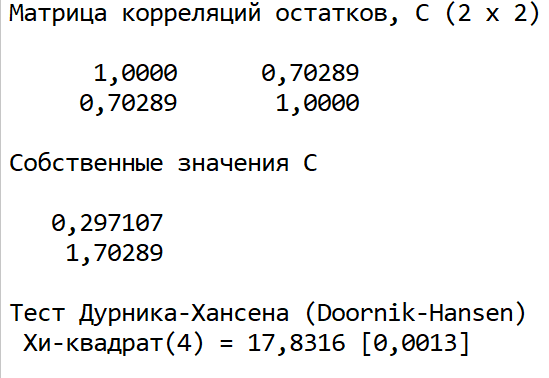 Матрица корреляций остатков, C (2 x 2)
1,0000 0,70289
0,70289 1,0000
Собственные значения C
0,297107
1,70289
Тест Дурника-Хансена (Doornik-Hansen)
Хи-квадрат(4) = 17,8316 [0,0013]